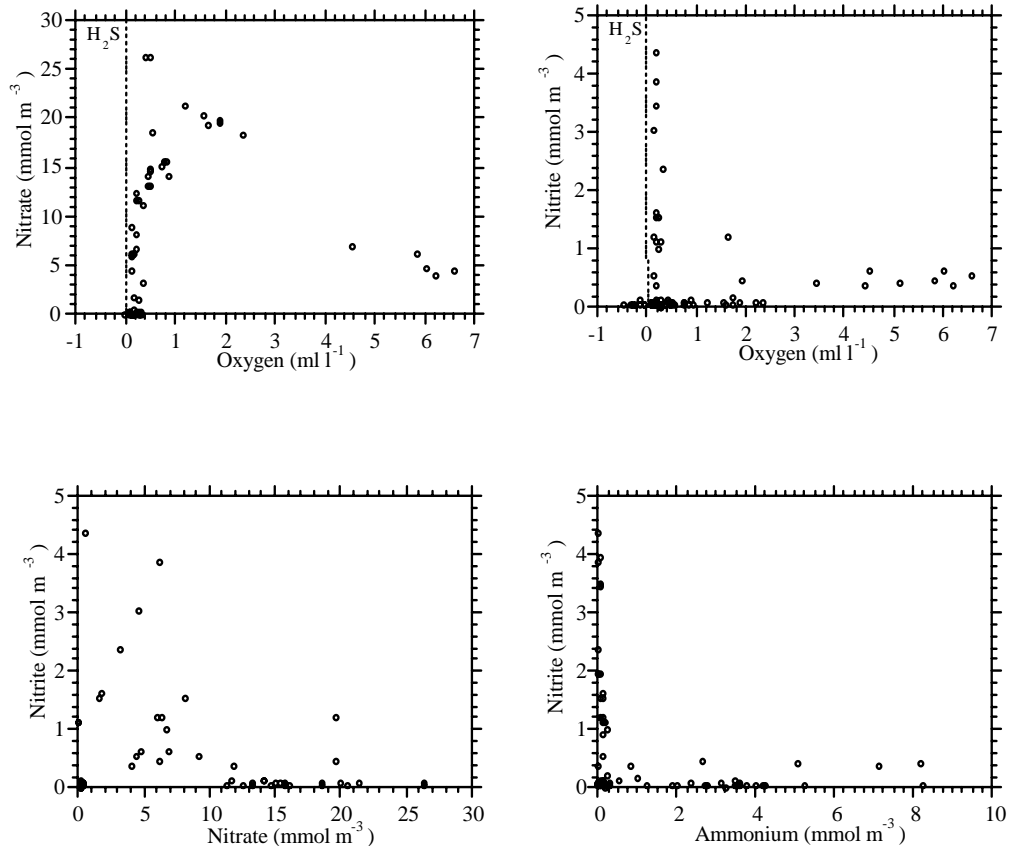 H2S
30
25
20
15
10
5
0
Nitrate (mmol m -3 )
-1 0 1 2 3 4 5 6 7
Oxygen (ml l-1 )
H2S
5
4
3
2
1
0
Nitrite (mmol m -3 )
-1 0 1 2 3 4 5 6 7
Oxygen (ml l-1 )
5
4
3
2
1
0
Nitrite (mmol m -3 )
0 5 10 15 20 25 30
Nitrate (mmol m-3 )
5
4
3
2
1
0
Nitrite (mmol m -3 )
0 2 4 6 8 10
Ammonium (mmol m-3 )